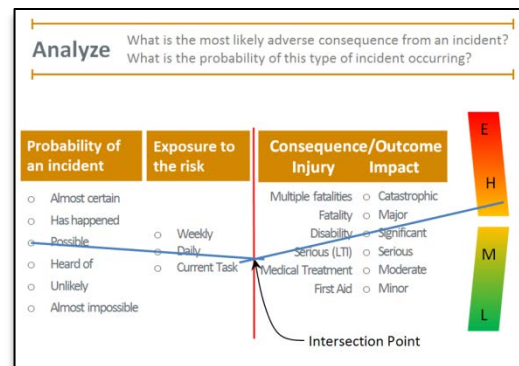 Analyze
What is the most likely adverse consequence from an incident?
What is the probability of this type of incident occurring?
Probability of
an incident
Almost certain
Has happened
Possible
Heard of
Unlikely
Almost impossible
Exposure to
the risk
Weekly
Daily
Current Task
Consequence/Outcome
Injury Impact
Multiple fatalities Catastrophic
Fatality Major
Disability Significant
Serious (LTI) Serious
Medical Treatment Moderate
First Aid Minor
E
H
M
L
Intersection Point